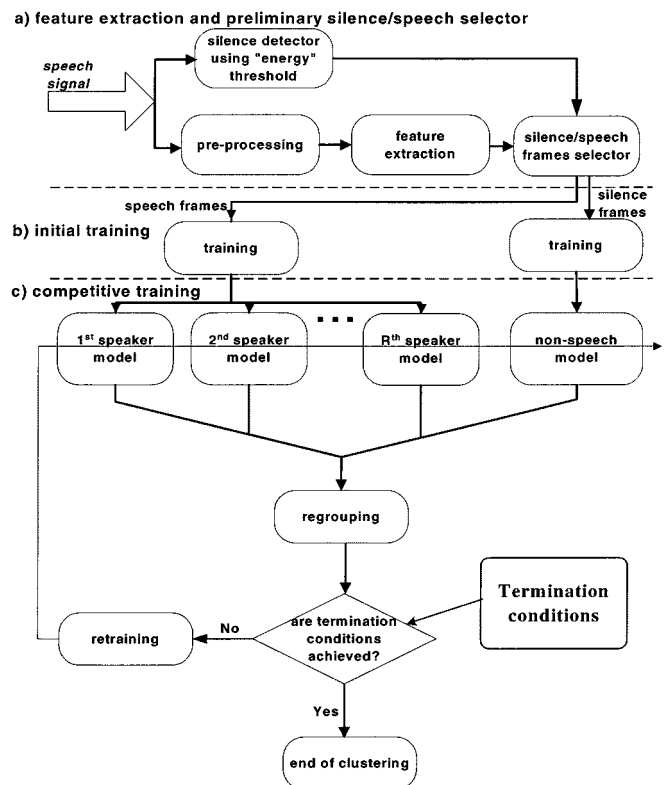 a) feature extraction and preliminary silence/speech selector
speech
signal
silence detector
using "energy"
threshold
pre-processing
feature
extraction
silence/speech
frames selector
speech frames
silence
frames
b) initial training
training
training
c) competitive training
1st speaker
model
2nd speaker
model
...
Rth speaker
model
non-speech
model
regrouping
Termination
conditions
are termination
conditions
achieved?
No
retraining
Yes
end of clustering